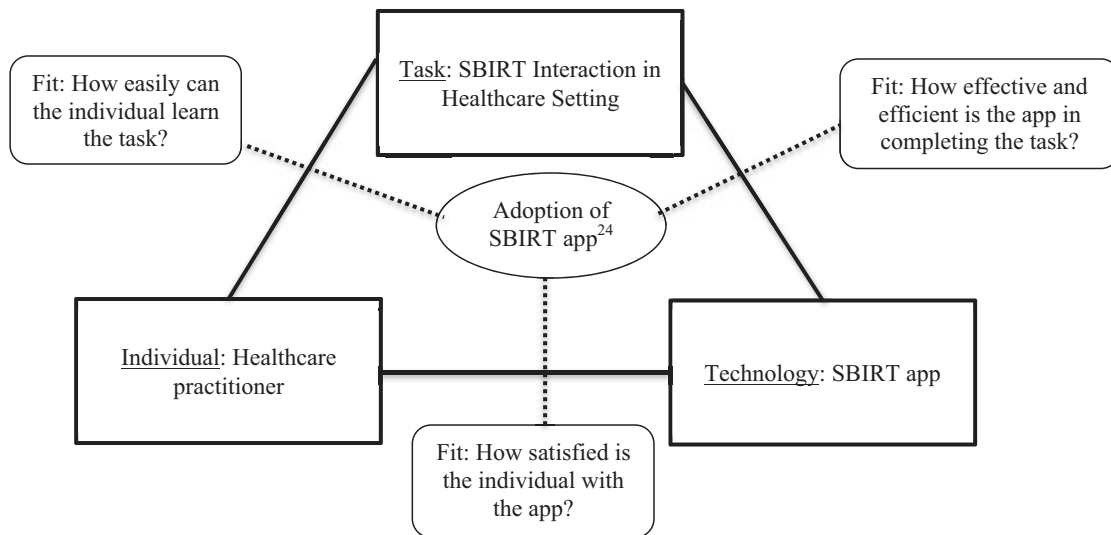 Task: SBIRT Interaction in
Healthcare Setting
Fit: How easily can
the individual learn
the task?
Fit: How effective and
efficient is the app in
completing the task?
Adoption of
SBIRT app24
Individual: Healthcare
practitioner
Technology: SBIRT app
Fit: How satisfied is
the individual with
the app?